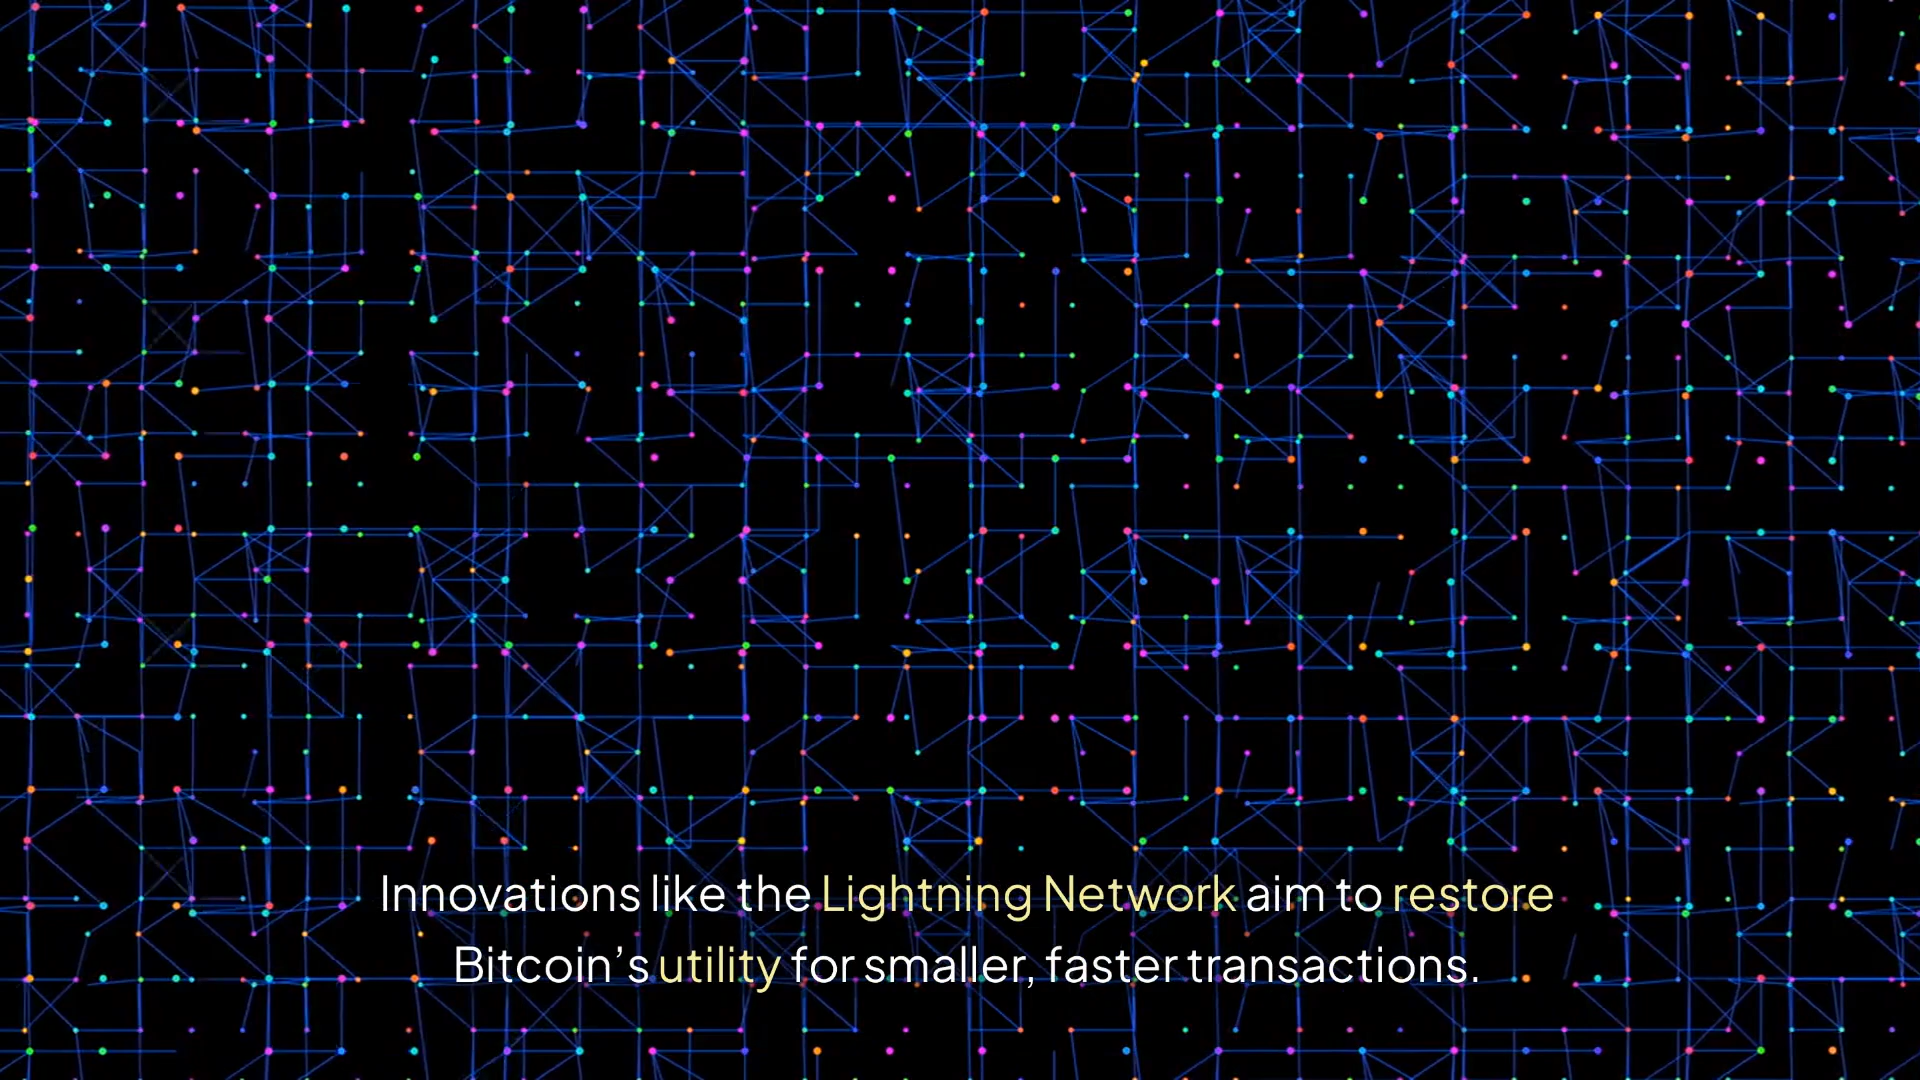 Innovations like the Lightning Network aim to restore
Bitcoin’s utility for smaller, faster transactions.